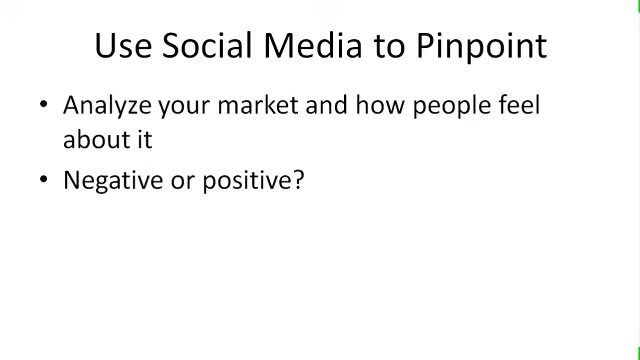 Use Social Media to Pinpoint
• Analyze your market and how people feel
about it
• Negative or positive?